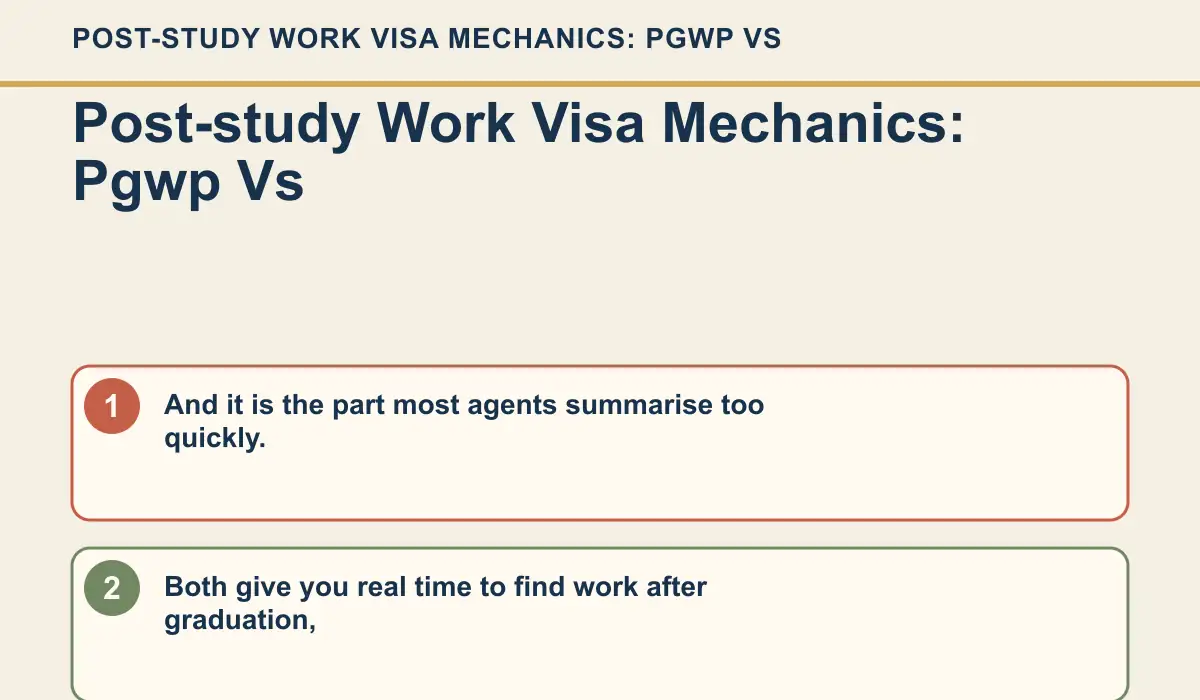 POST-STUDY WORK VISA MECHANICS: PGWP VS
Post-study Work Visa Mechanics:
Pgwp Vs
1
And it is the part most agents summarise too
quickly.
2
Both give you real time to find work after
graduation,